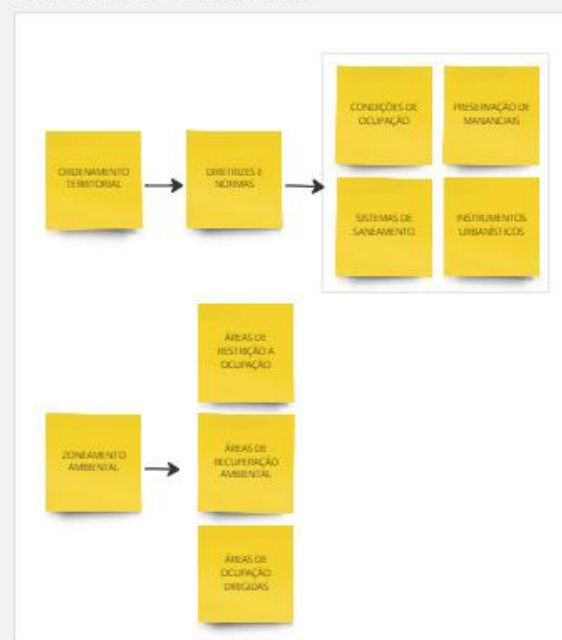 ORDENAMENTO
TERRITORIAL
DIRETRIZES E
NORMAS
CONDIÇÕES DE
OCUPAÇÃO
PRESERVAÇÃO DE
MANANCIAIS
SISTEMAS DE
SANEAMENTO
INSTRUMENTOS
URBANÍSTICOS
ZONEAMENTO
AMBIENTAL
ÁREAS DE
RESTRIÇÃO A
OCUPAÇÃO
ÁREAS DE
RECUPERAÇÃO
AMBIENTAL
ÁREAS DE
OCUPAÇÃO
DIRIGIDAS